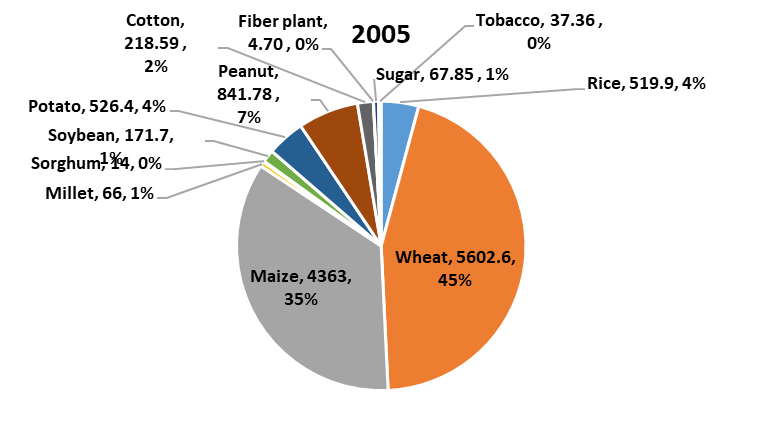 2005
Cotton,
218.59 ,
2%
Fiber plant,
4.70 , 0%
Tobacco, 37.36 ,
0%
Peanut,
841.78 ,
7%
Sugar, 67.85 , 1%
Rice, 519.9, 4%
Potato, 526.4, 4%
Soybean, 171.7,
1%
Sorghum, 14, 0%
Millet, 66, 1%
Wheat, 5602.6,
45%
Maize, 4363,
35%